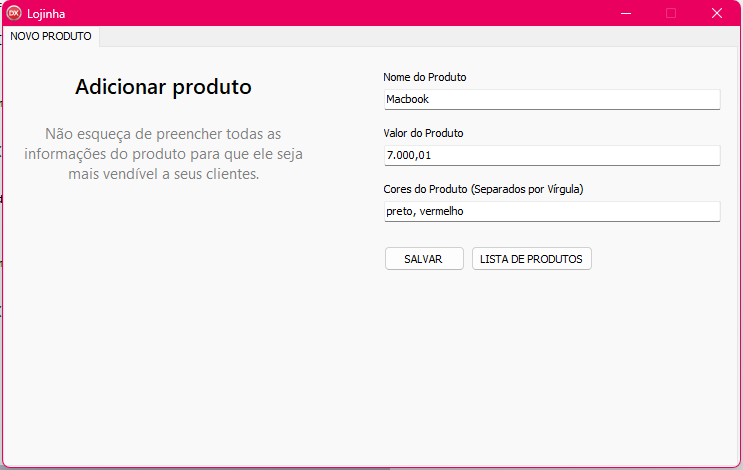 DX Lojinha
NOVO PRODUTO
Adicionar produto
Não esqueça de preencher todas as
informações do produto para que ele seja
mais vendível a seus clientes.
Nome do Produto
Macbook
Valor do Produto
7.000,01
Cores do Produto (Separados por Vírgula)
preto, vermelho
SALVAR LISTA DE PRODUTOS